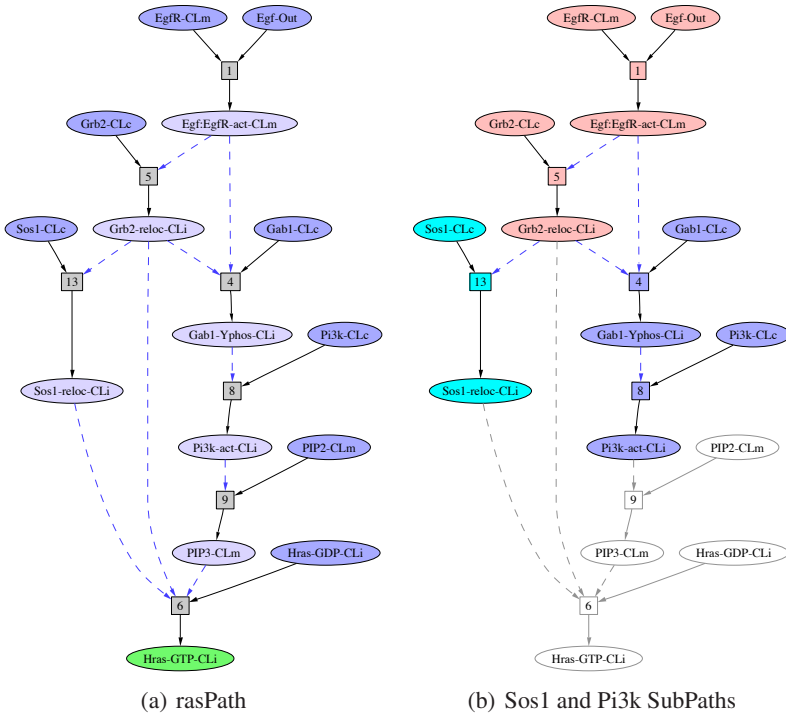 EgfR-CLm Egf-Out
1
Grb2-CLc Egf:EgfR-act-CLm
5
Sos1-CLc Grb2-reloc-CLi Gab1-CLc
13 4
Gab1-Yphos-CLi Pi3k-CLc
Sos1-reloc-CLi 8
Pi3k-act-CLi PIP2-CLm
9
PIP3-CLm Hras-GDP-CLi
6
Hras-GTP-CLi
(a) rasPath
EgfR-CLm Egf-Out
1
Grb2-CLc Egf:EgfR-act-CLm
5
Sos1-CLc Grb2-reloc-CLi Gab1-CLc
13 4
Gab1-Yphos-CLi Pi3k-CLc
Sos1-reloc-CLi 8
Pi3k-act-CLi PIP2-CLm
9
PIP3-CLm Hras-GDP-CLi
6
Hras-GTP-CLi
(b) Sos1 and Pi3k SubPaths